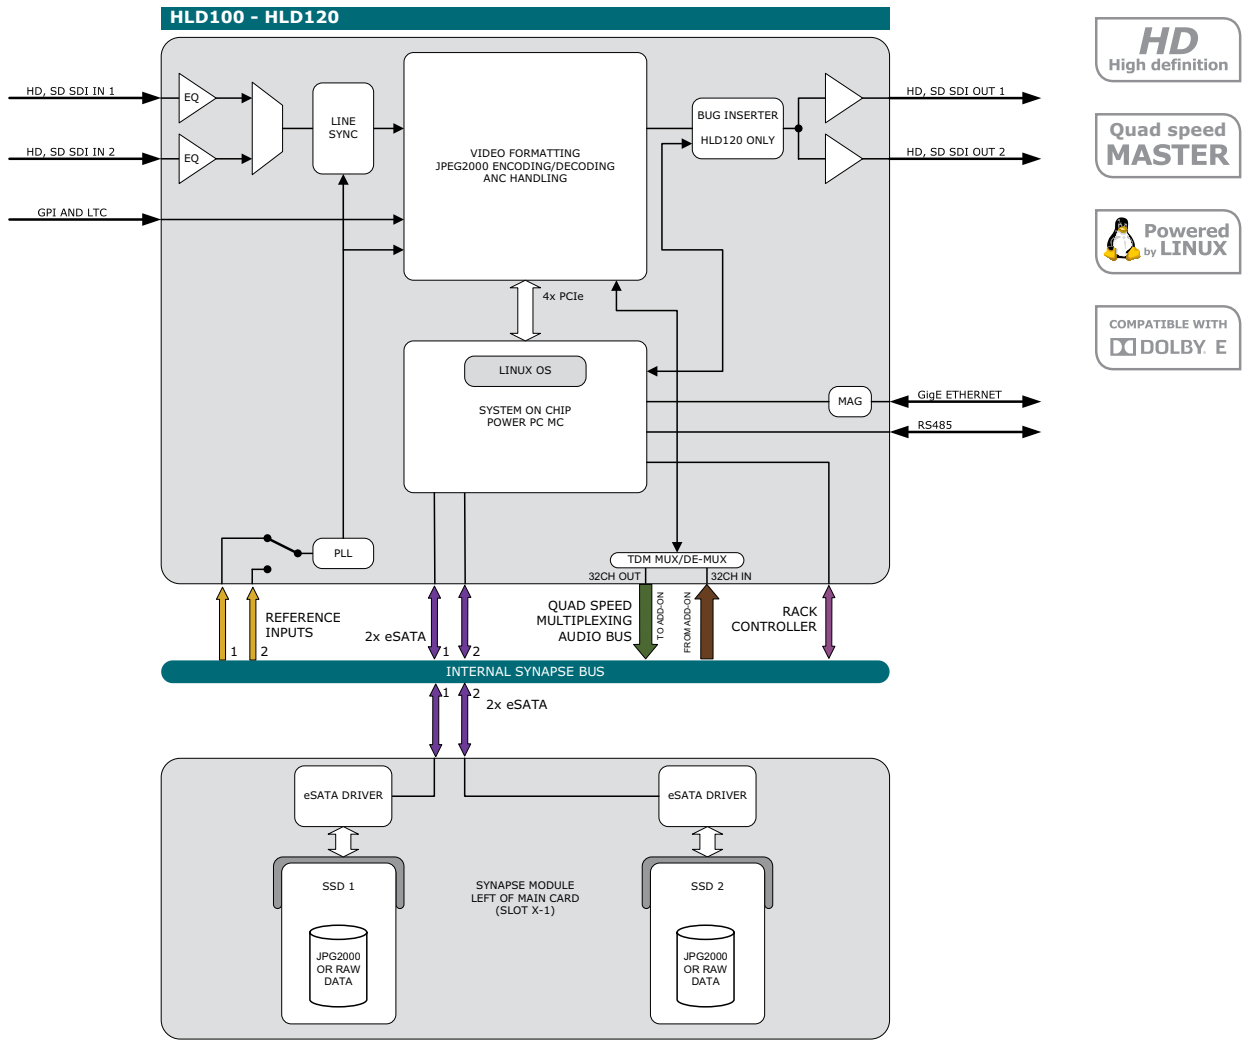 HLD100 - HLD120
HD
High definition
HD, SD SDI IN 1
EQ
LINE
SYNC
VIDEO FORMATTING
JPEG2000 ENCODING/DECODING
ANC HANDLING
BUG INSERTER
HLD120 ONLY
HD, SD SDI OUT 1
Quad speed
MASTER
HD, SD SDI IN 2
EQ
HD, SD SDI OUT 2
GPI AND LTC
Powered
by LINUX
4x PCIe
COMPATIBLE WITH
DOLBY E
LINUX OS
SYSTEM ON CHIP
POWER PC MC
MAG
GigE ETHERNET
RS485
PLL
TDM MUX/DE-MUX
32CH OUT
32CH IN
REFERENCE
INPUTS
1
2
2x eSATA
1
2
QUAD SPEED
MULTIPLEXING
AUDIO BUS
TO ADD-ON
FROM ADD-ON
RACK
CONTROLLER
INTERNAL SYNAPSE BUS
1
2
2x eSATA
eSATA DRIVER
eSATA DRIVER
SSD 1
SYNAPSE MODULE
LEFT OF MAIN CARD
(SLOT X-1)
SSD 2
JPG2000
OR RAW
DATA
JPG2000
OR RAW
DATA